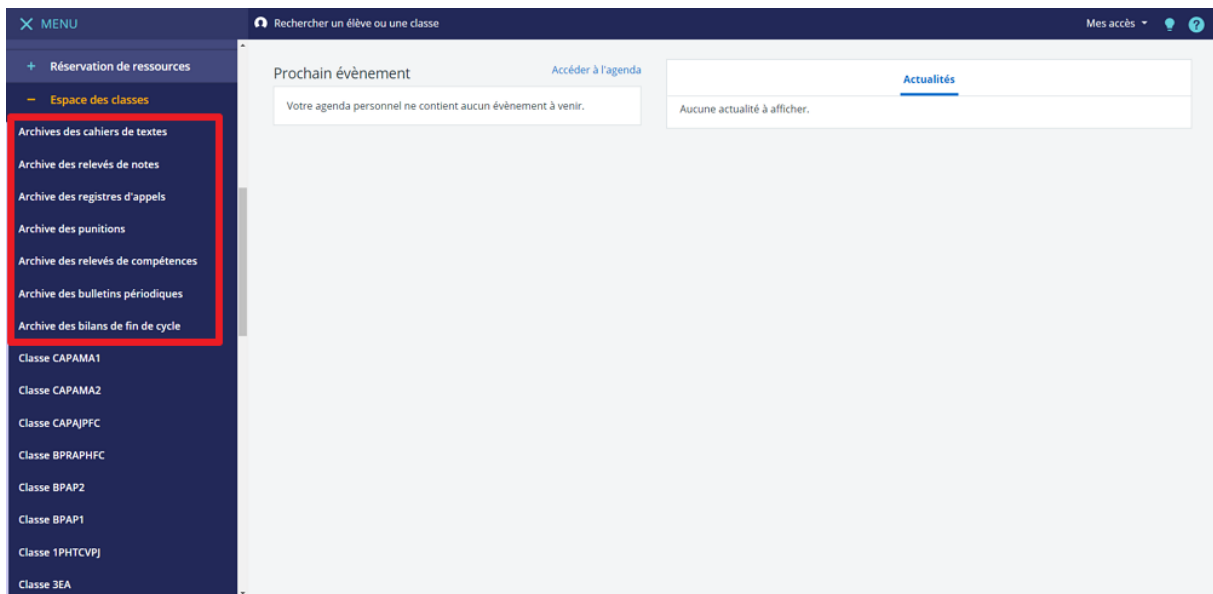 MENU
Rechercher un élève ou une classe
Mes accès
?
+ Réservation de ressources
− Espace des classes
Archives des cahiers de textes
Archive des relevés de notes
Archive des registres d'appels
Archive des punitions
Archive des relevés de compétences
Archive des bulletins périodiques
Archive des bilans de fin de cycle
Classe CAPAMA1
Classe CAPAMA2
Classe CAPAJPFC
Classe BPRAPHFC
Classe BPAP2
Classe BPAP1
Classe 1PHTCVPJ
Classe 3EA
Prochain évènement
Accéder à l'agenda
Votre agenda personnel ne contient aucun évènement à venir.
Actualités
Aucune actualité à afficher.